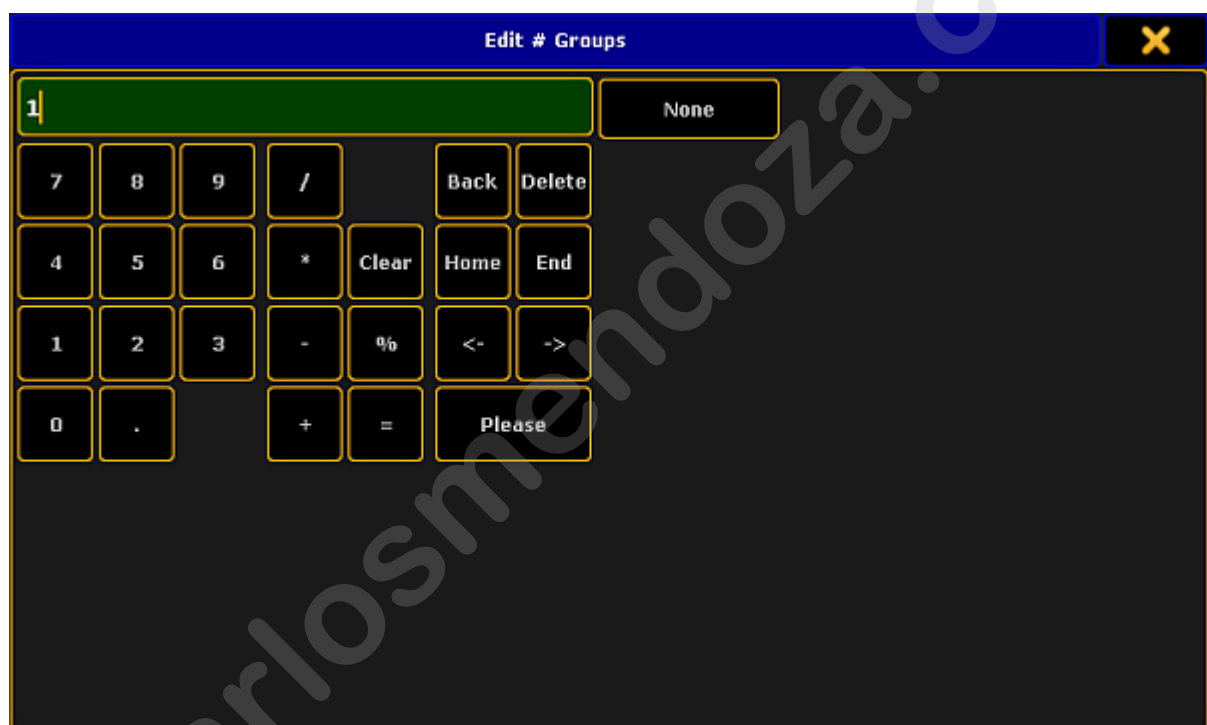 Edit # Groups
1
None
7 8 9 / Back Delete
4 5 6 * Clear Home End
1 2 3 - % <- ->
0 . + = Please
arlosmendoza.c